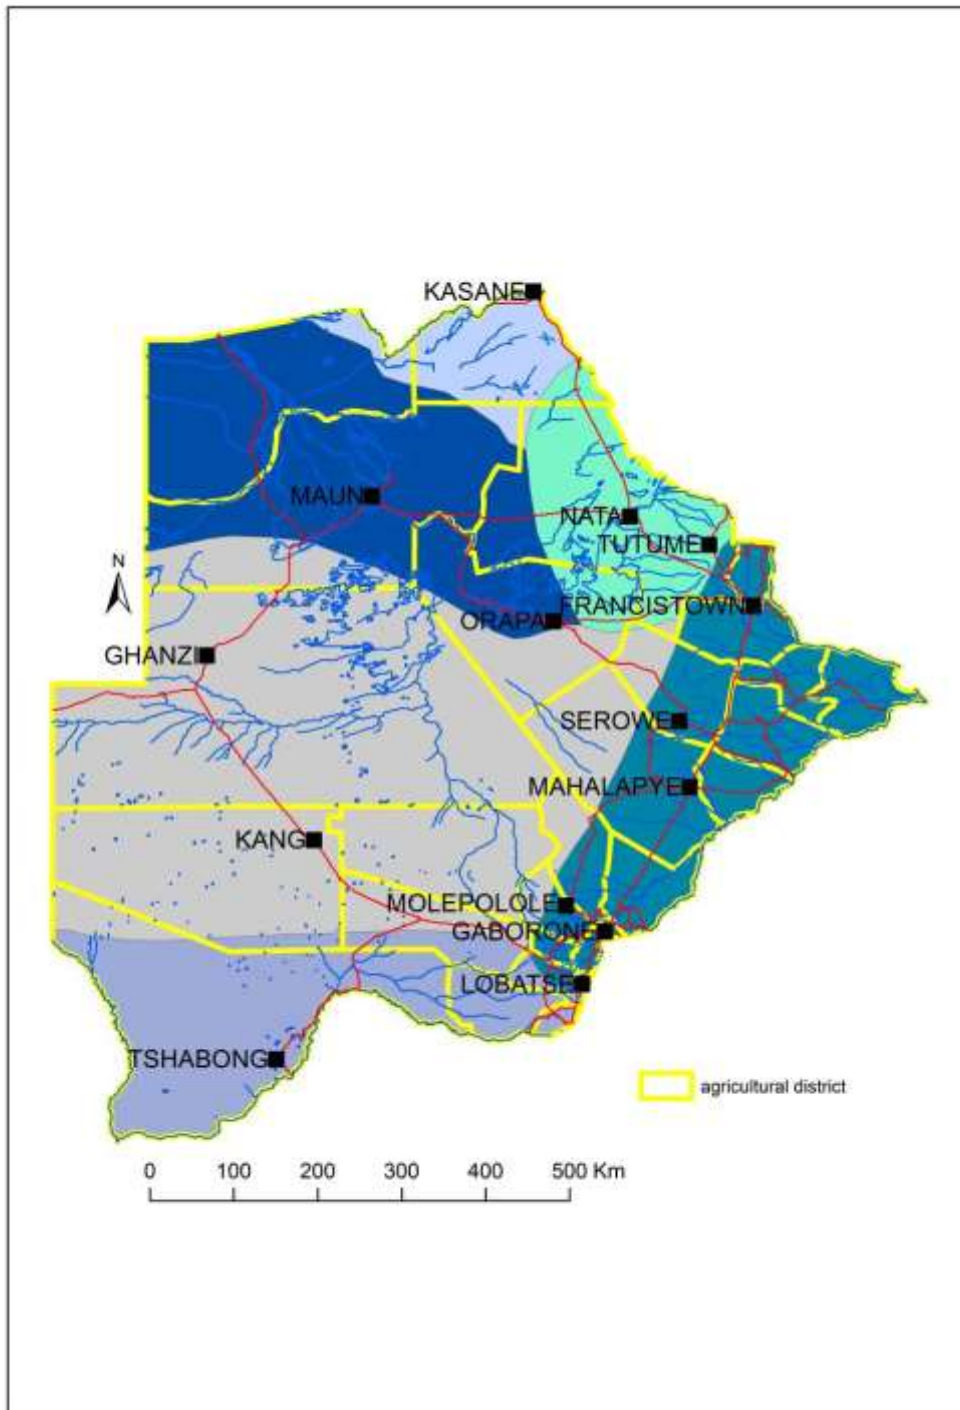 KASANE
MAUN
NATA
TUTUME
N
FRANCISTOWN
ORAPA
GHANZI
SEROWE
MAHALAPYE
KANG
MOLEPOLOLE
GABORONE
LOBATSE
TSHABONG
agricultural district
0 100 200 300 400 500 Km